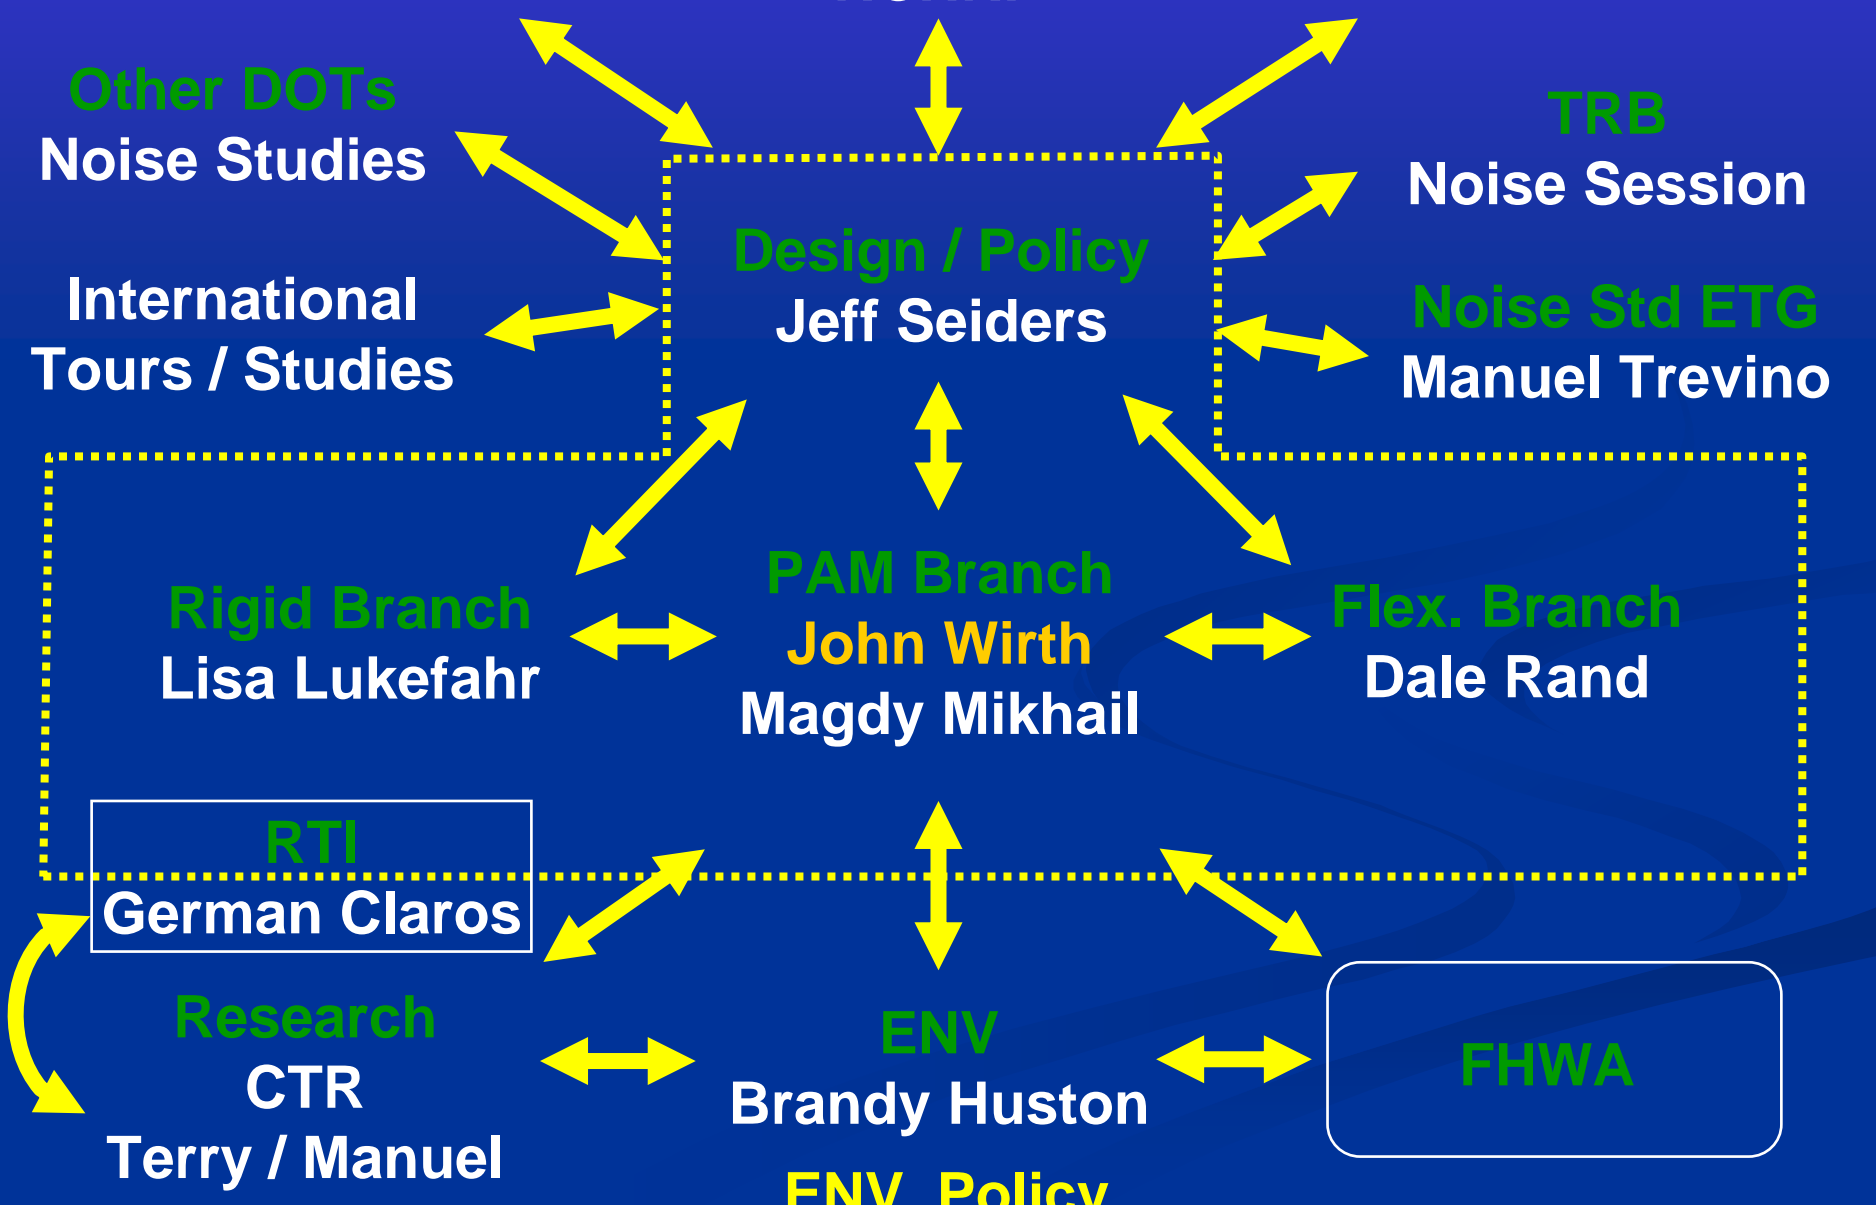 Other DOTs
Noise Studies
TRB
Noise Session
Design / Policy
Jeff Seiders
International
Tours / Studies
Noise Std ETG
Manuel Trevino
Rigid Branch
Lisa Lukefahr
PAM Branch
John Wirth
Magdy Mikhail
Flex. Branch
Dale Rand
RTI
German Claros
Research
CTR
Terry / Manuel
ENV
Brandy Huston
ENV Policy
FHWA